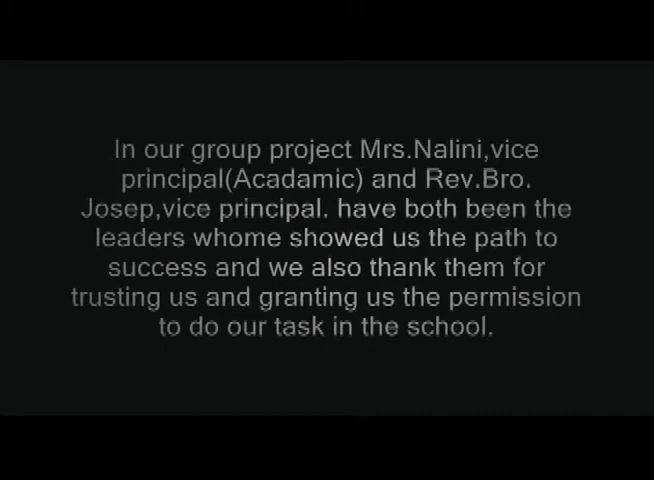 In our group project Mrs.Nalini,vice
principal(Acadamic) and Rev.Bro.
Josep,vice principal. have both been the
leaders whome showed us the path to
success and we also thank them for
trusting us and granting us the permission
to do our task in the school.